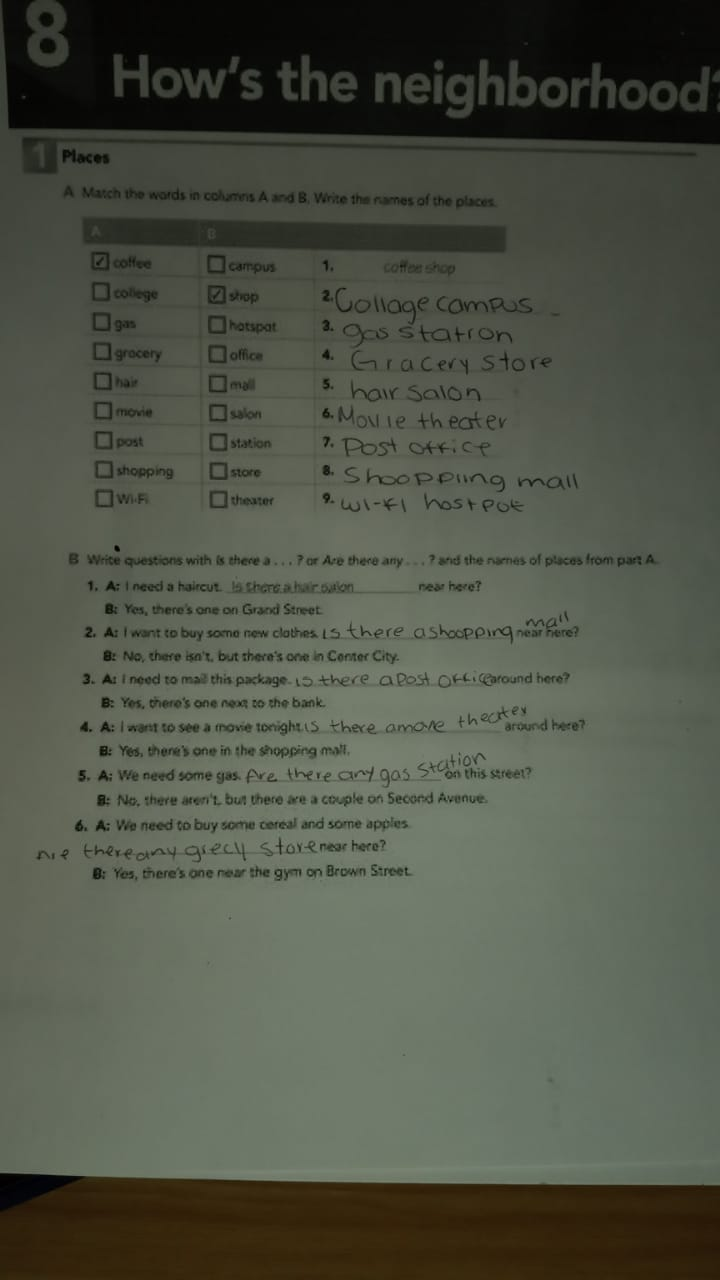 8
How's the neighborhood?
1 Places
A Match the words in columns A and B. Write the names of the places.
A B
coffee campus 1. coffee shop
college shop 2. Collage campus
gas hotspot 3. gas station
grocery office 4. Gracery store
hair mall 5. hair salon
movie salon 6. Movie theater
post station 7. Post office
shopping store 8. Shoopping mall
Wi-Fi theater 9. Wi-Fi hostpot
B Write questions with Is there a . . . ? or Are there any . . . ? and the names of places from part A.
1. A: I need a haircut. Is there a hair salon near here?
B: Yes, there's one on Grand Street.
2. A: I want to buy some new clothes. is there a shoopping mall near here?
B: No, there isn't, but there's one in Center City.
3. A: I need to mail this package. is there a Post Office around here?
B: Yes, there's one next to the bank.
4. A: I want to see a movie tonight. is there a move theater around here?
B: Yes, there's one in the shopping mall.
5. A: We need some gas. Are there any gas station on this street?
B: No, there aren't, but there are a couple on Second Avenue.
6. A: We need to buy some cereal and some apples.
are there any grecy store near here?
B: Yes, there's one near the gym on Brown Street.